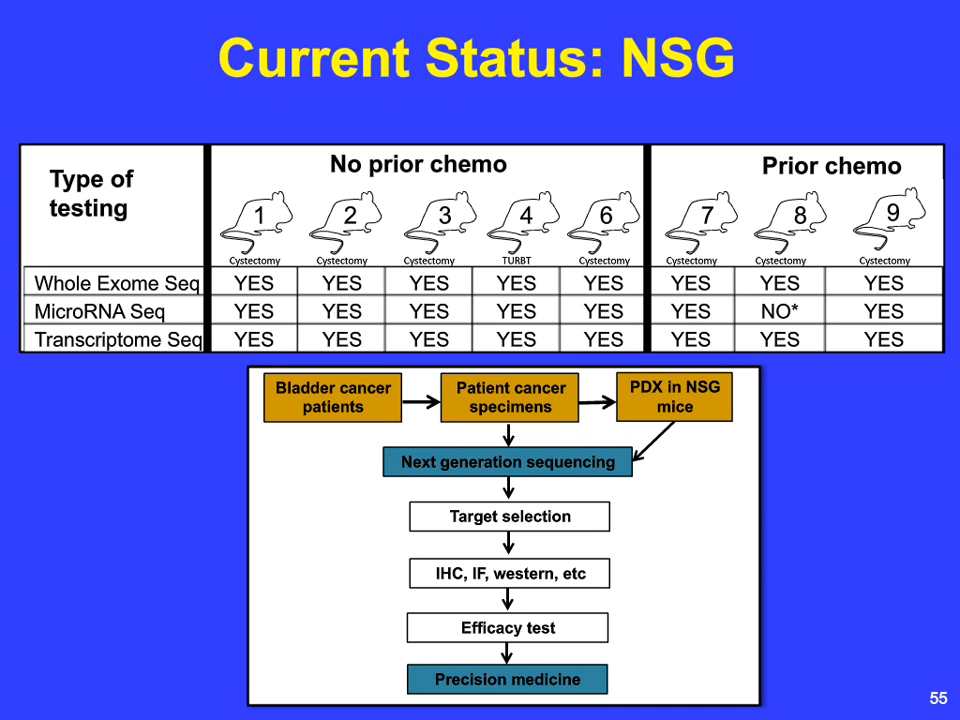 Current Status: NSG
Type of
testing
No prior chemo
Prior chemo
1 2 3 4 6 7 8 9
Cystectomy Cystectomy Cystectomy TURBT Cystectomy Cystectomy Cystectomy Cystectomy
Whole Exome Seq YES YES YES YES YES YES YES YES
MicroRNA Seq YES YES YES YES YES YES NO* YES
Transcriptome Seq YES YES YES YES YES YES YES YES
Bladder cancer
patients
Patient cancer
specimens
PDX in NSG
mice
Next generation sequencing
Target selection
IHC, IF, western, etc
Efficacy test
Precision medicine
55